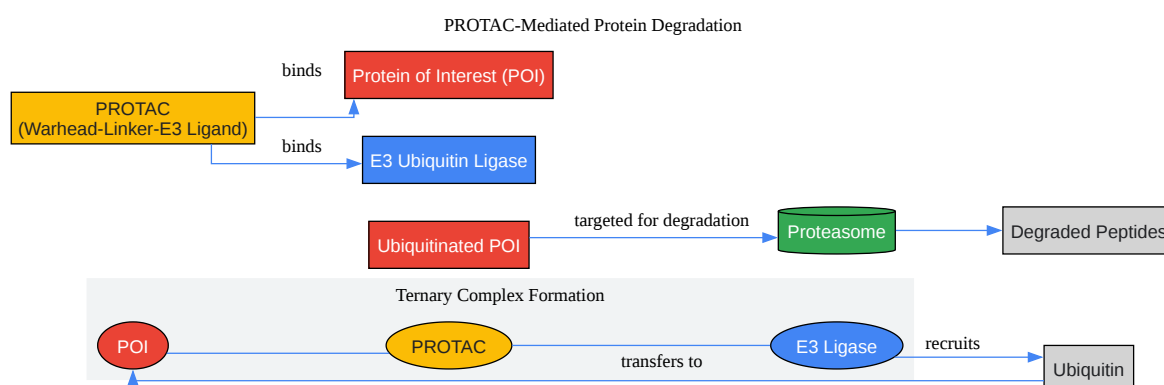 PROTAC-Mediated Protein Degradation
binds
Protein of Interest (POI)
PROTAC
(Warhead-Linker-E3 Ligand)
binds
E3 Ubiquitin Ligase
Ubiquitinated POI
targeted for degradation
Proteasome
Degraded Peptides
Ternary Complex Formation
POI
PROTAC
E3 Ligase
recruits
transfers to
Ubiquitin